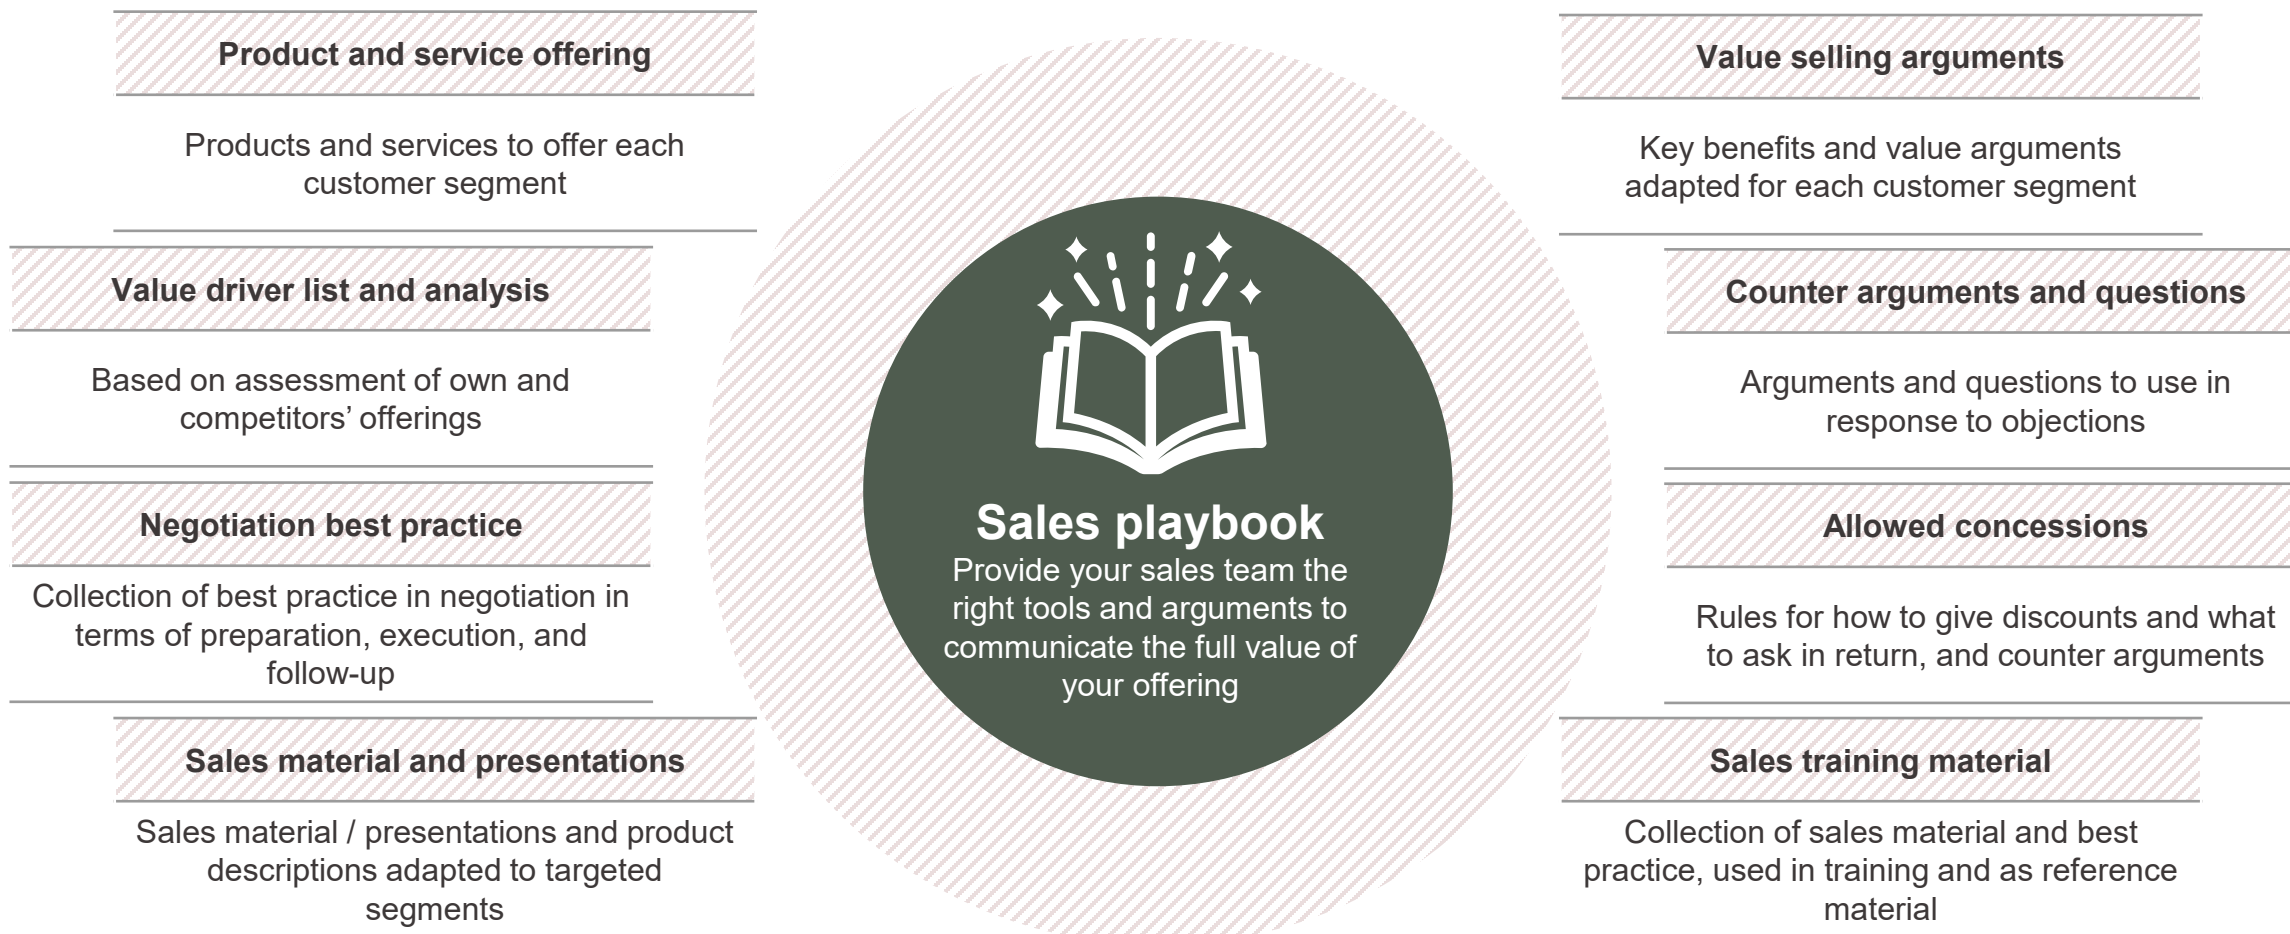 Product and service offering
Products and services to offer each
customer segment
Value driver list and analysis
Based on assessment of own and
competitors’ offerings
Negotiation best practice
Collection of best practice in negotiation in
terms of preparation, execution, and
follow-up
Sales material and presentations
Sales material / presentations and product
descriptions adapted to targeted
segments
Sales playbook
Provide your sales team the
right tools and arguments to
communicate the full value of
your offering
Value selling arguments
Key benefits and value arguments
adapted for each customer segment
Counter arguments and questions
Arguments and questions to use in
response to objections
Allowed concessions
Rules for how to give discounts and what
to ask in return, and counter arguments
Sales training material
Collection of sales material and best
practice, used in training and as reference
material